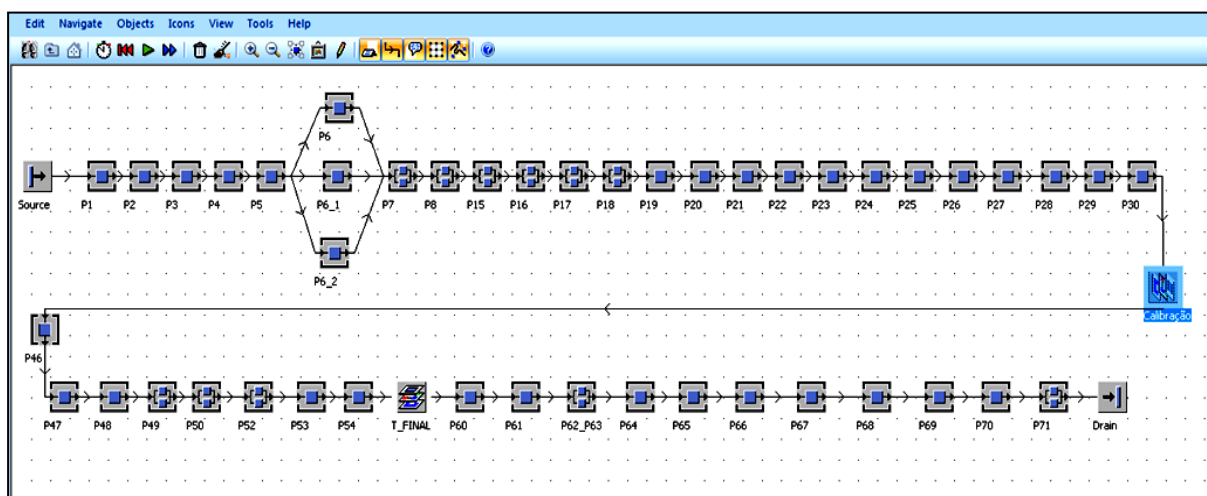 Edit Navigate Objects Icons View Tools Help
P6
Source P1 P2 P3 P4 P5 P6_1 P7 P8 P15 P16 P17 P18 P19 P20 P21 P22 P23 P24 P25 P26 P27 P28 P29 P30
P6_2
Calibração
P46
P47 P48 P49 P50 P52 P53 P54 T_FINAL P60 P61 P62_P63 P64 P65 P66 P67 P68 P69 P70 P71 Drain